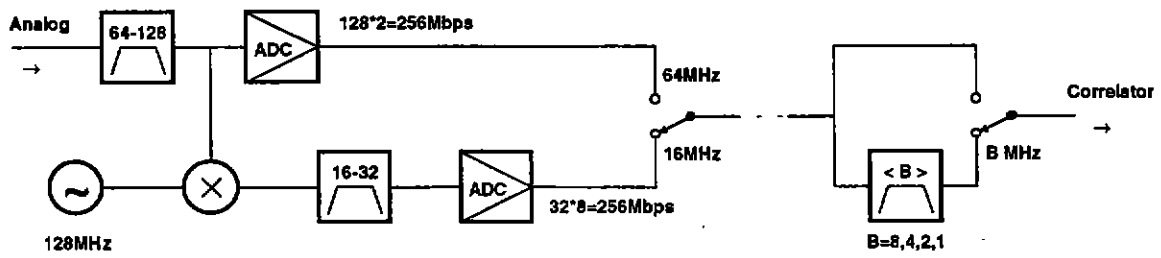 Analog
→
64-128
ADC
128*2=256Mbps
64MHz
16MHz
128MHz
~
×
16-32
ADC
32*8=256Mbps
< B >
B=8,4,2,1
B MHz
Correlator
→